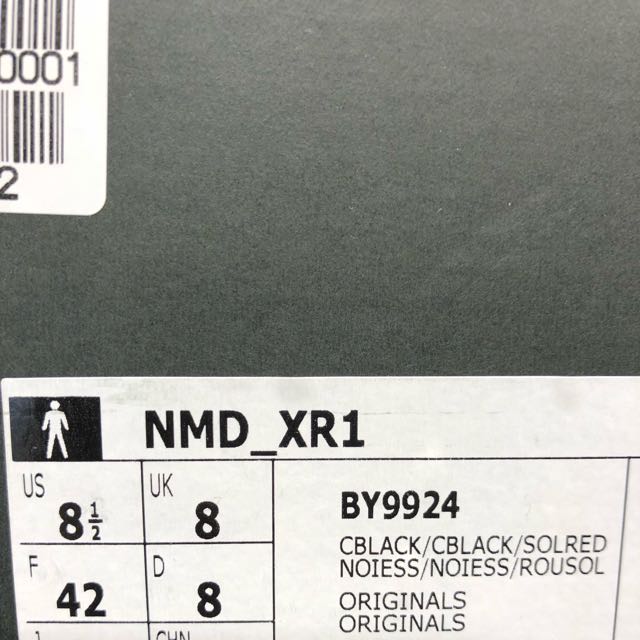 0001
2
NMD_XR1
US
8½
UK
8
BY9924
CBLACK/CBLACK/SOLRED
NOIESS/NOIESS/ROUSOL
F
42
D
8
ORIGINALS
ORIGINALS
J
CHN